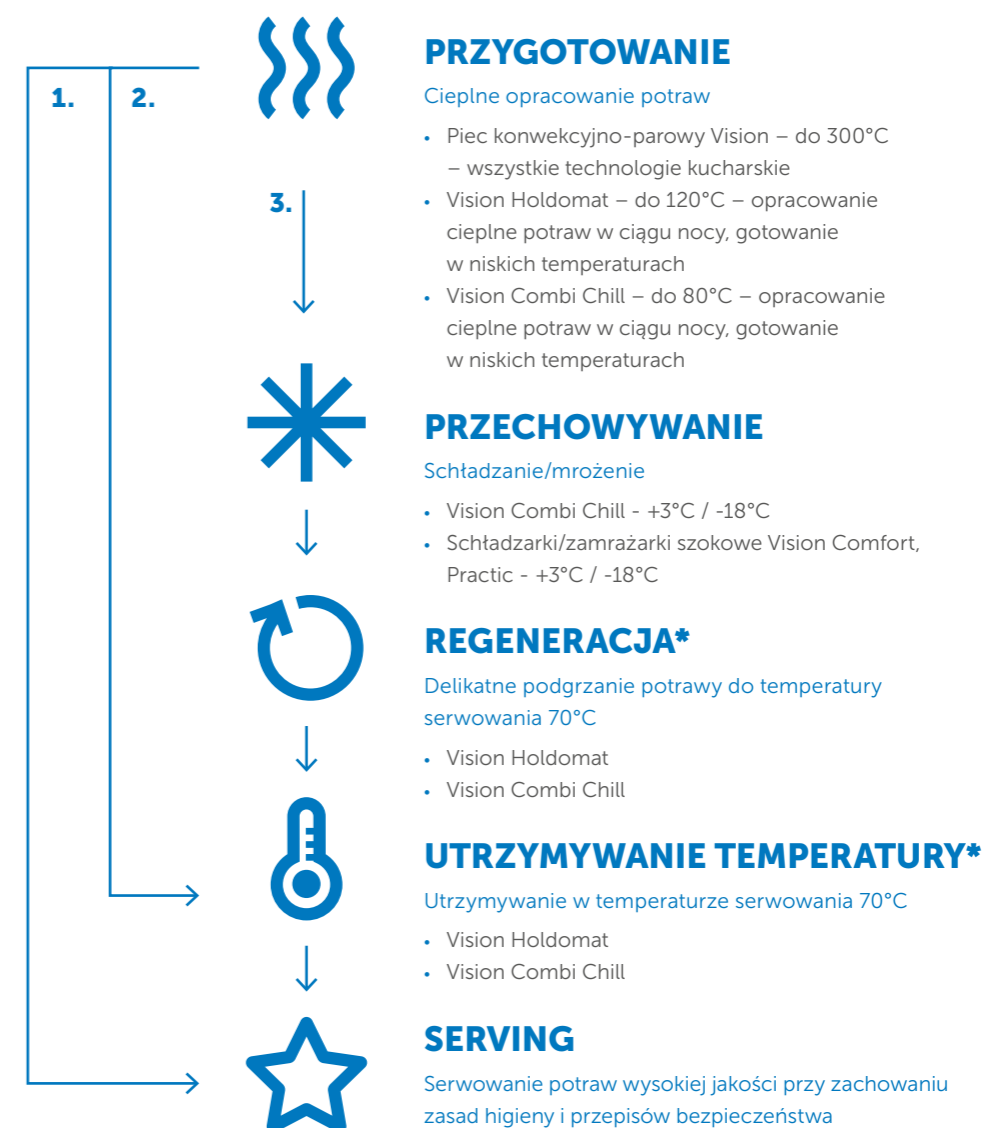 1.
2.
PRZYGOTOWANIE
Cieplne opracowanie potraw
• Piec konwekcyjno-parowy Vision – do 300°C
– wszystkie technologie kucharskie
3.
• Vision Holdomat – do 120°C – opracowanie
cieplne potraw w ciągu nocy, gotowanie
w niskich temperaturach
• Vision Combi Chill – do 80°C – opracowanie
cieplne potraw w ciągu nocy, gotowanie
w niskich temperaturach
PRZECHOWYWANIE
Schładzanie/mrożenie
• Vision Combi Chill - +3°C / -18°C
• Schładzarki/zamrażarki szokowe Vision Comfort,
Practic - +3°C / -18°C
REGENERACJA*
Delikatne podgrzanie potrawy do temperatury
serwowania 70°C
• Vision Holdomat
• Vision Combi Chill
UTRZYMYWANIE TEMPERATURY*
Utrzymywanie w temperaturze serwowania 70°C
• Vision Holdomat
• Vision Combi Chill
SERVING
Serwowanie potraw wysokiej jakości przy zachowaniu
zasad higieny i przepisów bezpieczeństwa